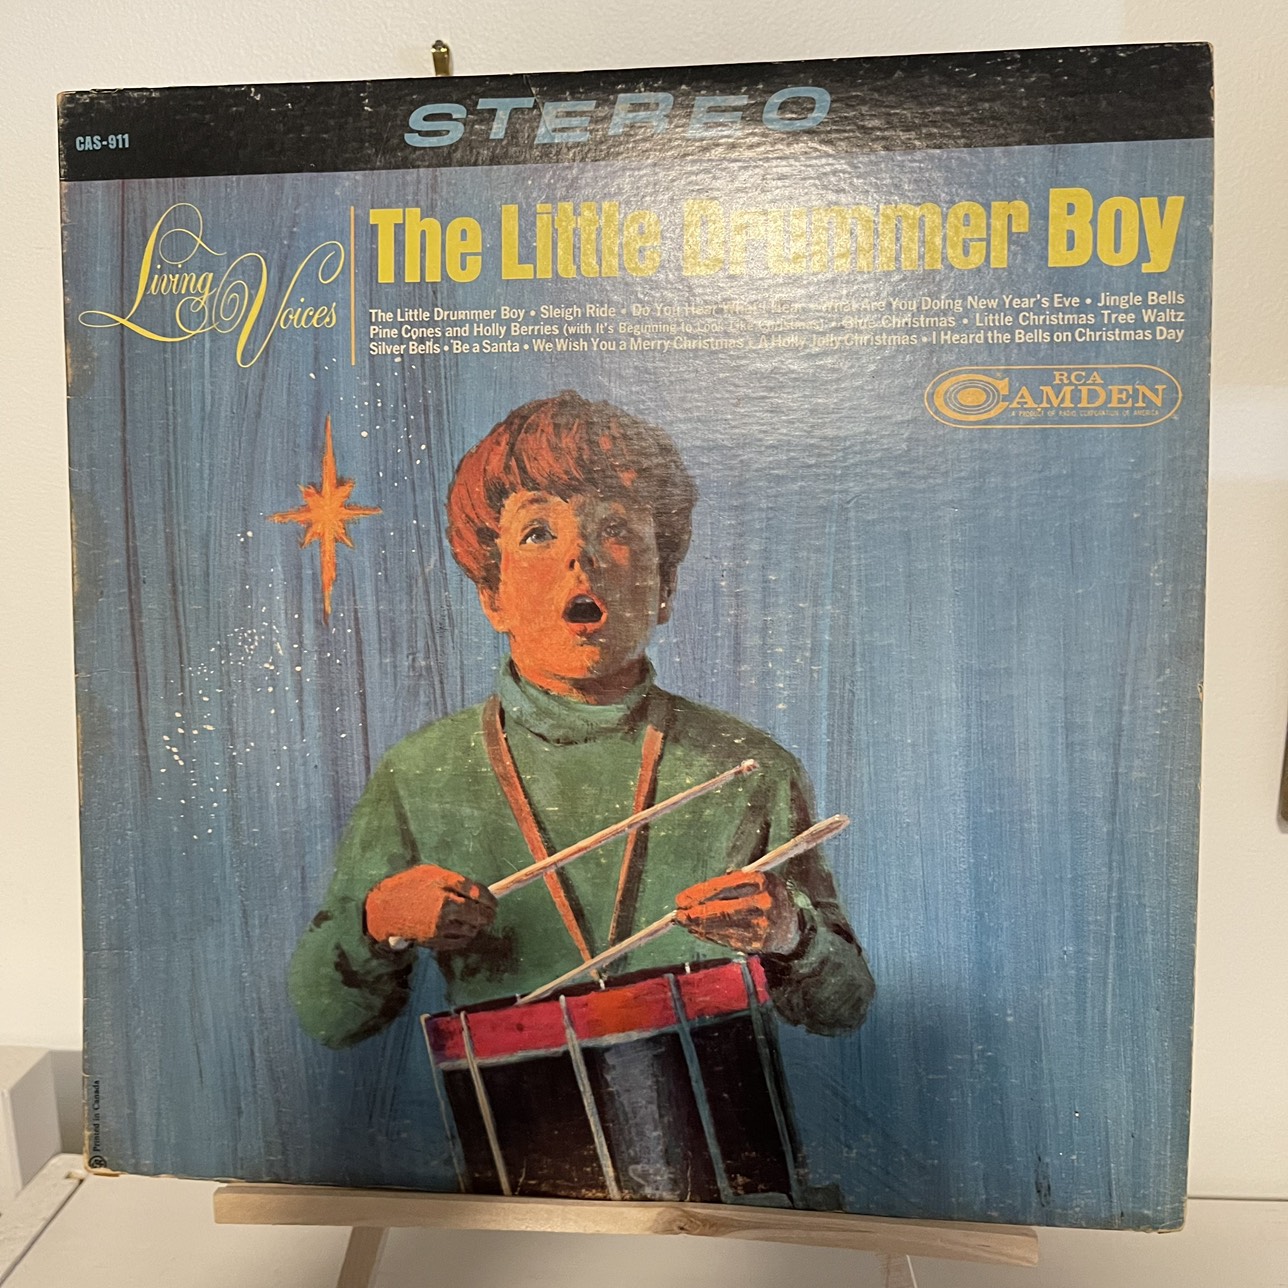 CAS-911
STEREO
Living Voices
The Little Drummer Boy
The Little Drummer Boy • Sleigh Ride • Do You Hear What I Hear • What Are You Doing New Year's Eve • Jingle Bells
Pine Cones and Holly Berries (with It's Beginning to Look Like Christmas) • Blue Christmas • Little Christmas Tree Waltz
Silver Bells • Be a Santa • We Wish You a Merry Christmas • A Holly Jolly Christmas • I Heard the Bells on Christmas Day
RCA
CAMDEN
A PRODUCT OF RADIO CORPORATION OF AMERICA
Printed in Canada